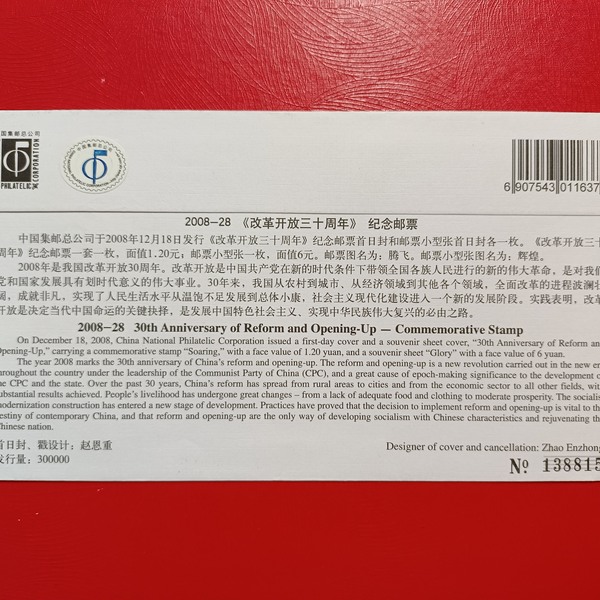 国集邮总公司
PHILATELIC CORPORATION
6 907543 011637
2008-28 《改革开放三十周年》 纪念邮票
中国集邮总公司于2008年12月18日发行《改革开放三十周年》纪念邮票首日封和邮票小型张首日封各一枚。《改革开放三十
周年》纪念邮票一套一枚，面值1.20元；邮票小型张一枚，面值6元。邮票图名为：腾飞。邮票小型张图名为：辉煌。
2008年是我国改革开放30周年。改革开放是中国共产党在新的时代条件下带领全国各族人民进行的新的伟大革命，是对我们
党和国家发展具有划时代意义的伟大事业。30年来，我国从农村到城市、从经济领域到其他各个领域，全面改革的进程波澜壮
阔，成就非凡，实现了人民生活水平从温饱不足发展到总体小康，社会主义现代化建设进入一个新的发展阶段。实践表明，改革
开放是决定当代中国命运的关键抉择，是发展中国特色社会主义、实现中华民族伟大复兴的必由之路。
2008-28 30th Anniversary of Reform and Opening-Up — Commemorative Stamp
On December 18, 2008, China National Philatelic Corporation issued a first-day cover and a souvenir sheet cover, "30th Anniversary of Reform and
Opening-Up," carrying a commemorative stamp "Soaring," with a face value of 1.20 yuan, and a souvenir sheet "Glory" with a face value of 6 yuan.
The year 2008 marks the 30th anniversary of China's reform and opening-up. The reform and opening-up is a new revolution carried out in the new era
throughout the country under the leadership of the Communist Party of China (CPC), and a great cause of epoch-making significance to the development of
the CPC and the state. Over the past 30 years, China's reform has spread from rural areas to cities and from the economic sector to all other fields, with
substantial results achieved. People's livelihood has undergone great changes – from a lack of adequate food and clothing to moderate prosperity. The socialist
modernization construction has entered a new stage of development. Practices have proved that the decision to implement reform and opening-up is vital to the
destiny of contemporary China, and that reform and opening-up are the only way of developing socialism with Chinese characteristics and rejuvenating the
Chinese nation.
首日封、戳设计：赵恩重 Designer of cover and cancellation: Zhao Enzhong
发行量：300000 № 138815